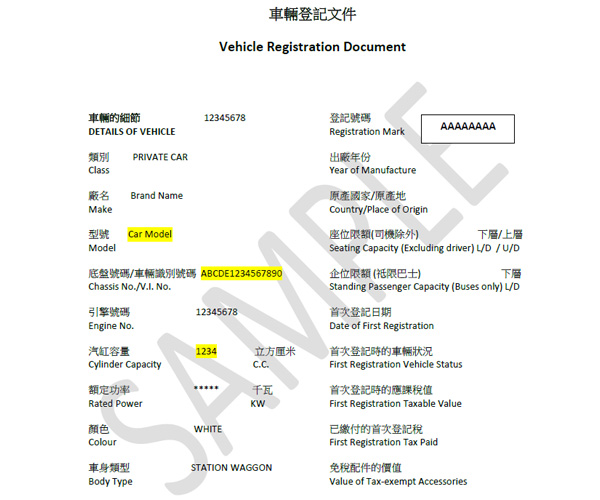 車輛登記文件
Vehicle Registration Document
車輛的細節 12345678 登記號碼 AAAAAAAA
DETAILS OF VEHICLE Registration Mark
類別 PRIVATE CAR 出廠年份
Class Year of Manufacture
廠名 Brand Name 原產國家/原產地
Make Country/Place of Origin
型號 Car Model 座位限額(司機除外) 下層/上層
Model Seating Capacity (Excluding driver) L/D / U/D
底盤號碼/車輛識別號碼 ABCDE1234567890 企位限額 (祗限巴士) 下層
Chassis No./V.I. No. Standing Passenger Capacity (Buses only) L/D
引擎號碼 12345678 首次登記日期
Engine No. Date of First Registration
汽缸容量 1234 立方厘米 首次登記時的車輛狀況
Cylinder Capacity C.C. First Registration Vehicle Status
額定功率 ***** 千瓦 首次登記時的應課稅值
Rated Power KW First Registration Taxable Value
顏色 WHITE 已繳付的首次登記稅
Colour First Registration Tax Paid
車身類型 STATION WAGGON 免稅配件的價值
Body Type Value of Tax-exempt Accessories
SAMPLE